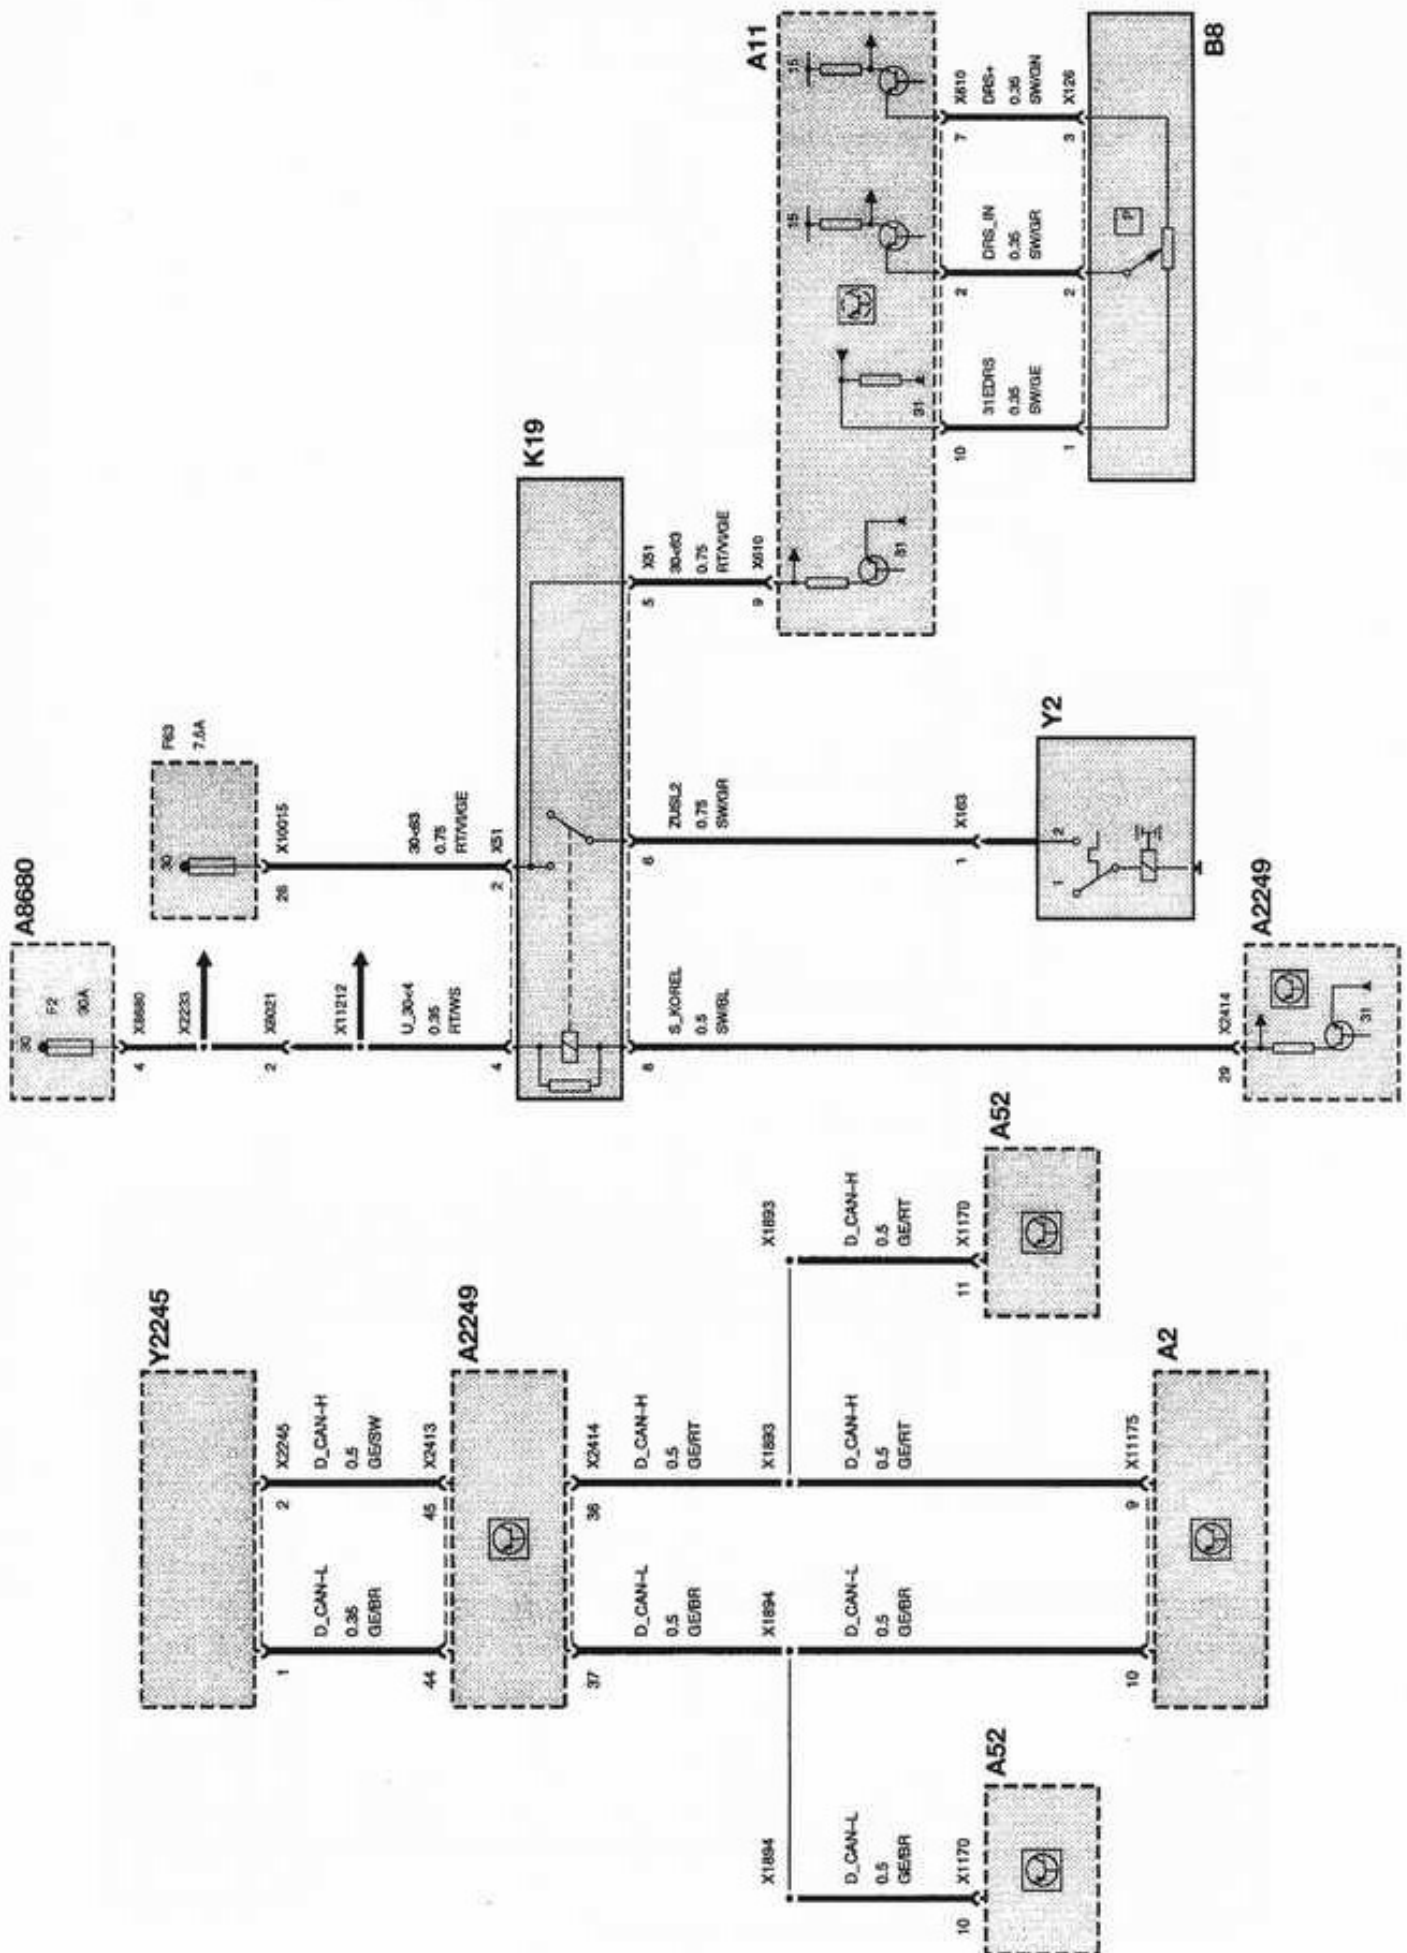 A8680
30
F2
30A
4
X8680
X2233
2
X8021
X11212
U_30<4
0.35
RT/WS
4
30
F63
7.5A
26
X10015
30<63
0.75
RT/VI/GE
2
X51
K19
8
S_KOREL
0.5
SW/BL
29
X2414
31
A2249
6
ZUSL2
0.75
SW/GR
1
X163
1
2
Y2
5
X51
30<63
0.75
RT/VI/GE
9
X610
31
A11
31
15
15
10
31EDRS
0.35
SW/GE
1
2
DRS_IN
0.35
SW/GR
2
7
X610
DRS+
0.35
SW/GN
3
X126
P
B8
Y2245
1
D_CAN-L
0.35
GE/BR
44
2
X2245
D_CAN-H
0.5
GE/SW
45
X2413
A2249
37
D_CAN-L
0.5
GE/BR
X1894
D_CAN-L
0.5
GE/BR
10
X2414
D_CAN-H
0.5
GE/RT
X1893
D_CAN-H
0.5
GE/RT
9
X11175
A2
X1894
D_CAN-L
0.5
GE/BR
10
X1170
A52
X1893
D_CAN-H
0.5
GE/RT
11
X1170
A52